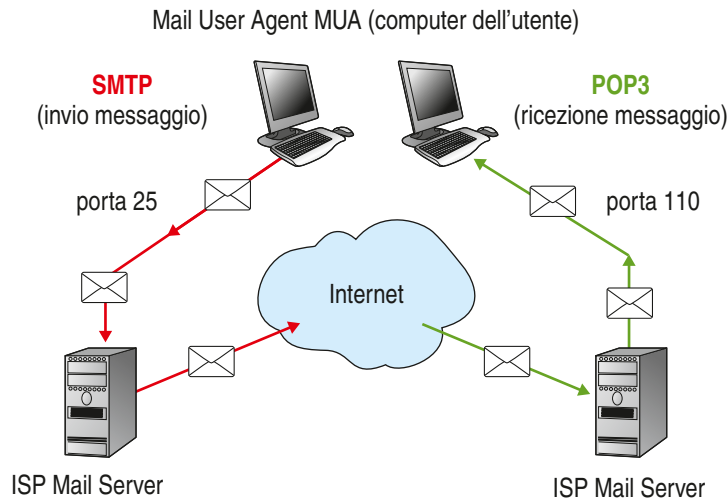 Mail User Agent MUA (computer dell'utente)
SMTP
(invio messaggio)
POP3
(ricezione messaggio)
porta 25
porta 110
Internet
ISP Mail Server
ISP Mail Server